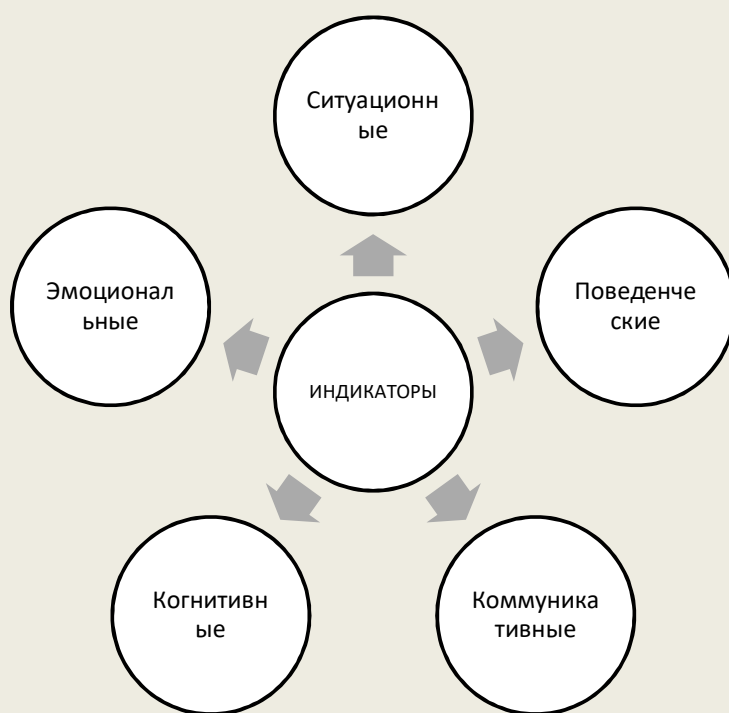 Ситуационн
ые
Эмоционал
ьные
Поведенче
ские
ИНДИКАТОРЫ
Когнитивн
ые
Коммуника
тивные